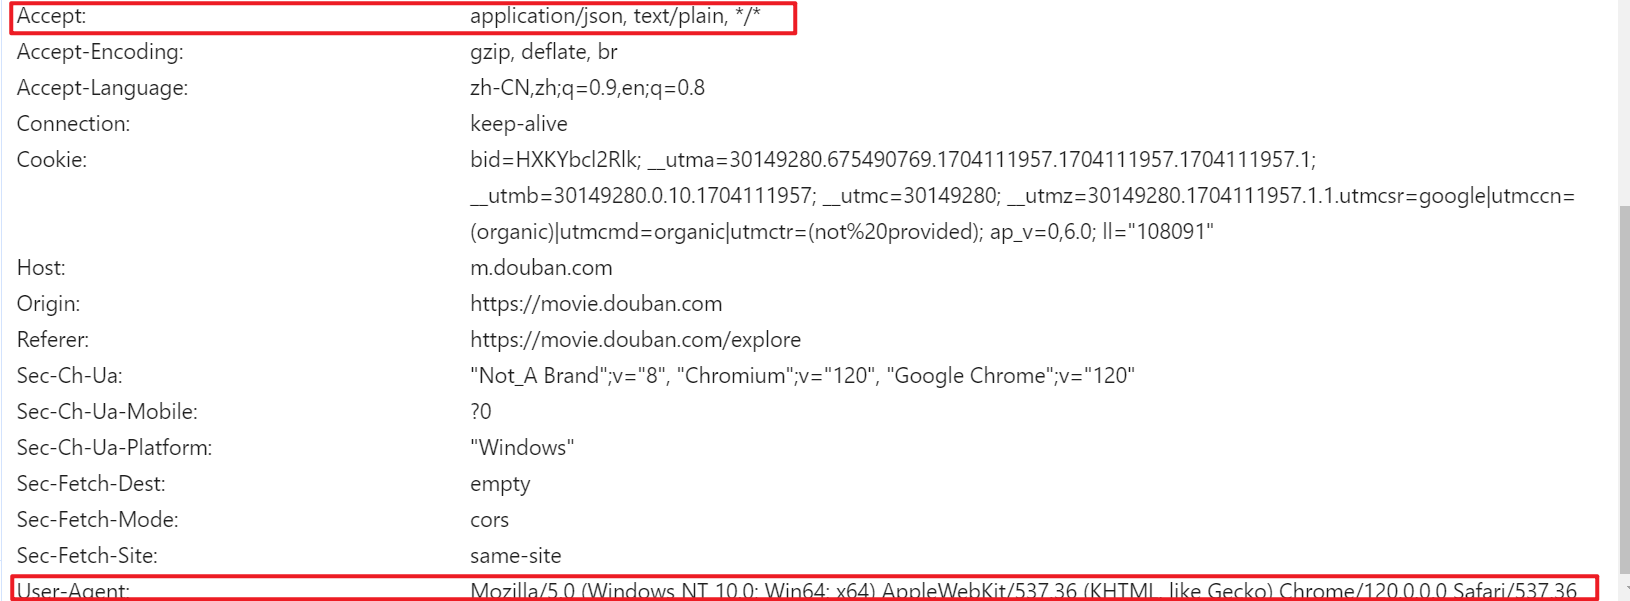 Accept: application/json, text/plain, */*
Accept-Encoding: gzip, deflate, br
Accept-Language: zh-CN,zh;q=0.9,en;q=0.8
Connection: keep-alive
Cookie: bid=HXKYbcl2Rlk; __utma=30149280.675490769.1704111957.1704111957.1704111957.1;
__utmb=30149280.0.10.1704111957; __utmc=30149280; __utmz=30149280.1704111957.1.1.utmcsr=google|utmccn=
(organic)|utmcmd=organic|utmctr=(not%20provided); ap_v=0,6.0; ll="108091"
Host: m.douban.com
Origin: https://movie.douban.com
Referer: https://movie.douban.com/explore
Sec-Ch-Ua: "Not_A Brand";v="8", "Chromium";v="120", "Google Chrome";v="120"
Sec-Ch-Ua-Mobile: ?0
Sec-Ch-Ua-Platform: "Windows"
Sec-Fetch-Dest: empty
Sec-Fetch-Mode: cors
Sec-Fetch-Site: same-site
User-Agent: Mozilla/5.0 (Windows NT 10.0; Win64; x64) AppleWebKit/537.36 (KHTML, like Gecko) Chrome/120.0.0.0 Safari/537.36